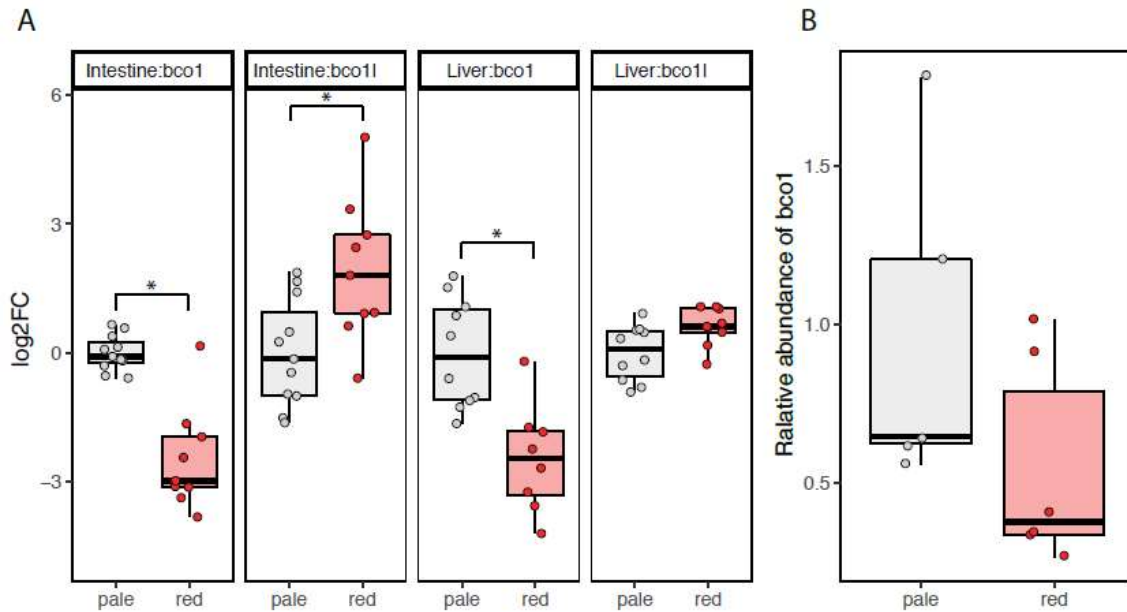 A
B
Intestine:bco1
Intestine:bco1l
Liver:bco1
Liver:bco1l
log2FC
6
3
0
−3
*
*
*
pale
red
pale
red
pale
red
pale
red
Ralative abundance of bco1
1.5
1.0
0.5
pale
red